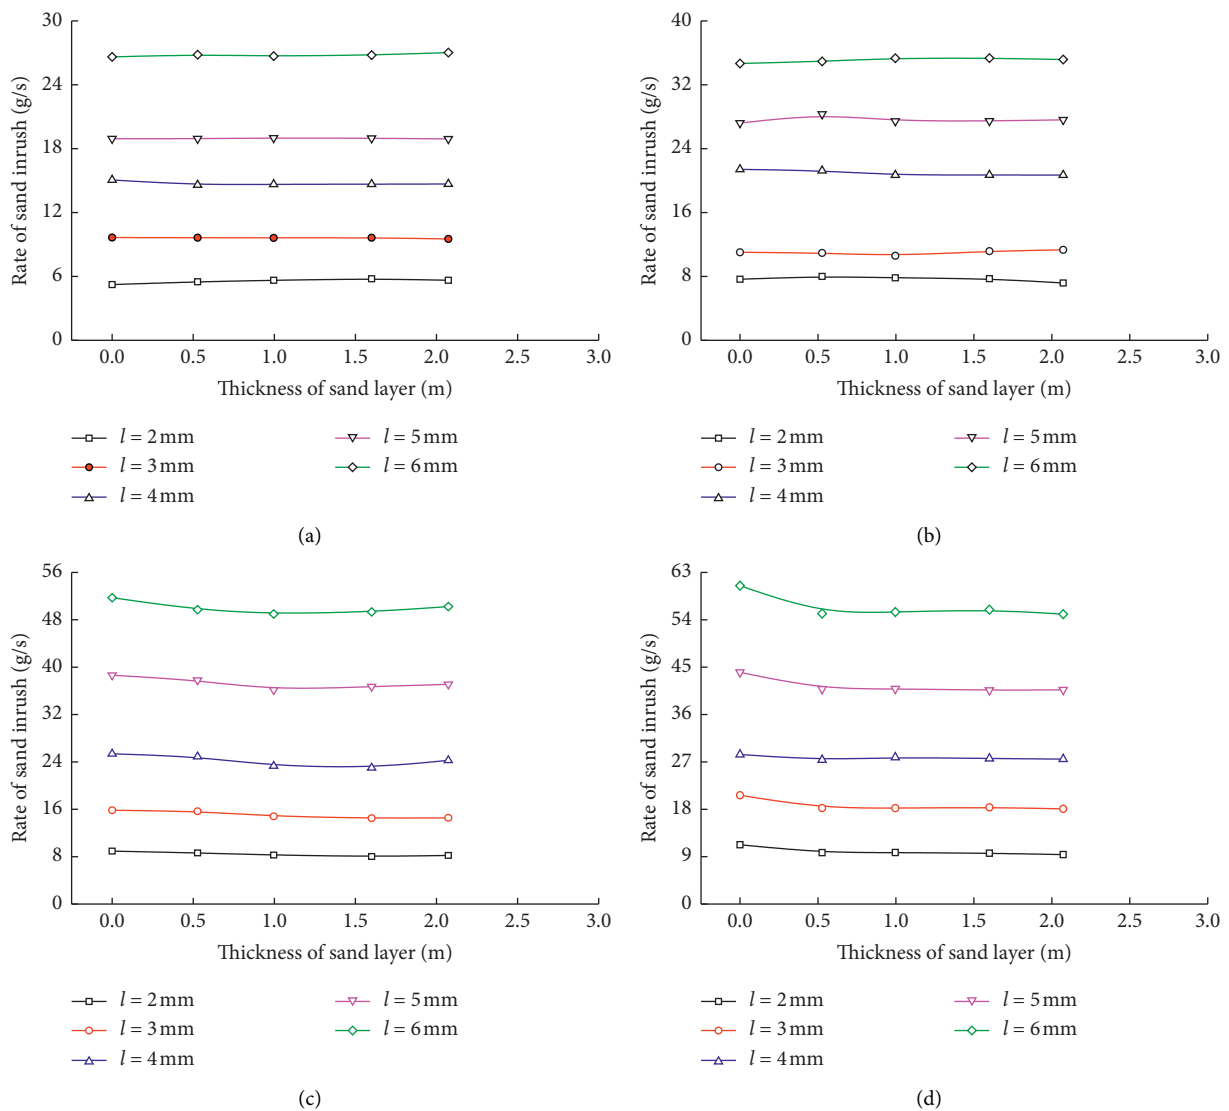 30
24
18
12
6
0
Rate of sand inrush (g/s)
0.0 0.5 1.0 1.5 2.0 2.5 3.0
Thickness of sand layer (m)
l = 2 mm
l = 3 mm
l = 4 mm
l = 5 mm
l = 6 mm
(a)
40
32
24
16
8
0
Rate of sand inrush (g/s)
0.0 0.5 1.0 1.5 2.0 2.5 3.0
Thickness of sand layer (m)
l = 2 mm
l = 3 mm
l = 4 mm
l = 5 mm
l = 6 mm
(b)
56
48
40
32
24
16
8
0
Rate of sand inrush (g/s)
0.0 0.5 1.0 1.5 2.0 2.5 3.0
Thickness of sand layer (m)
l = 2 mm
l = 3 mm
l = 4 mm
l = 5 mm
l = 6 mm
(c)
63
54
45
36
27
18
9
0
Rate of sand inrush (g/s)
0.0 0.5 1.0 1.5 2.0 2.5 3.0
Thickness of sand layer (m)
l = 2 mm
l = 3 mm
l = 4 mm
l = 5 mm
l = 6 mm
(d)